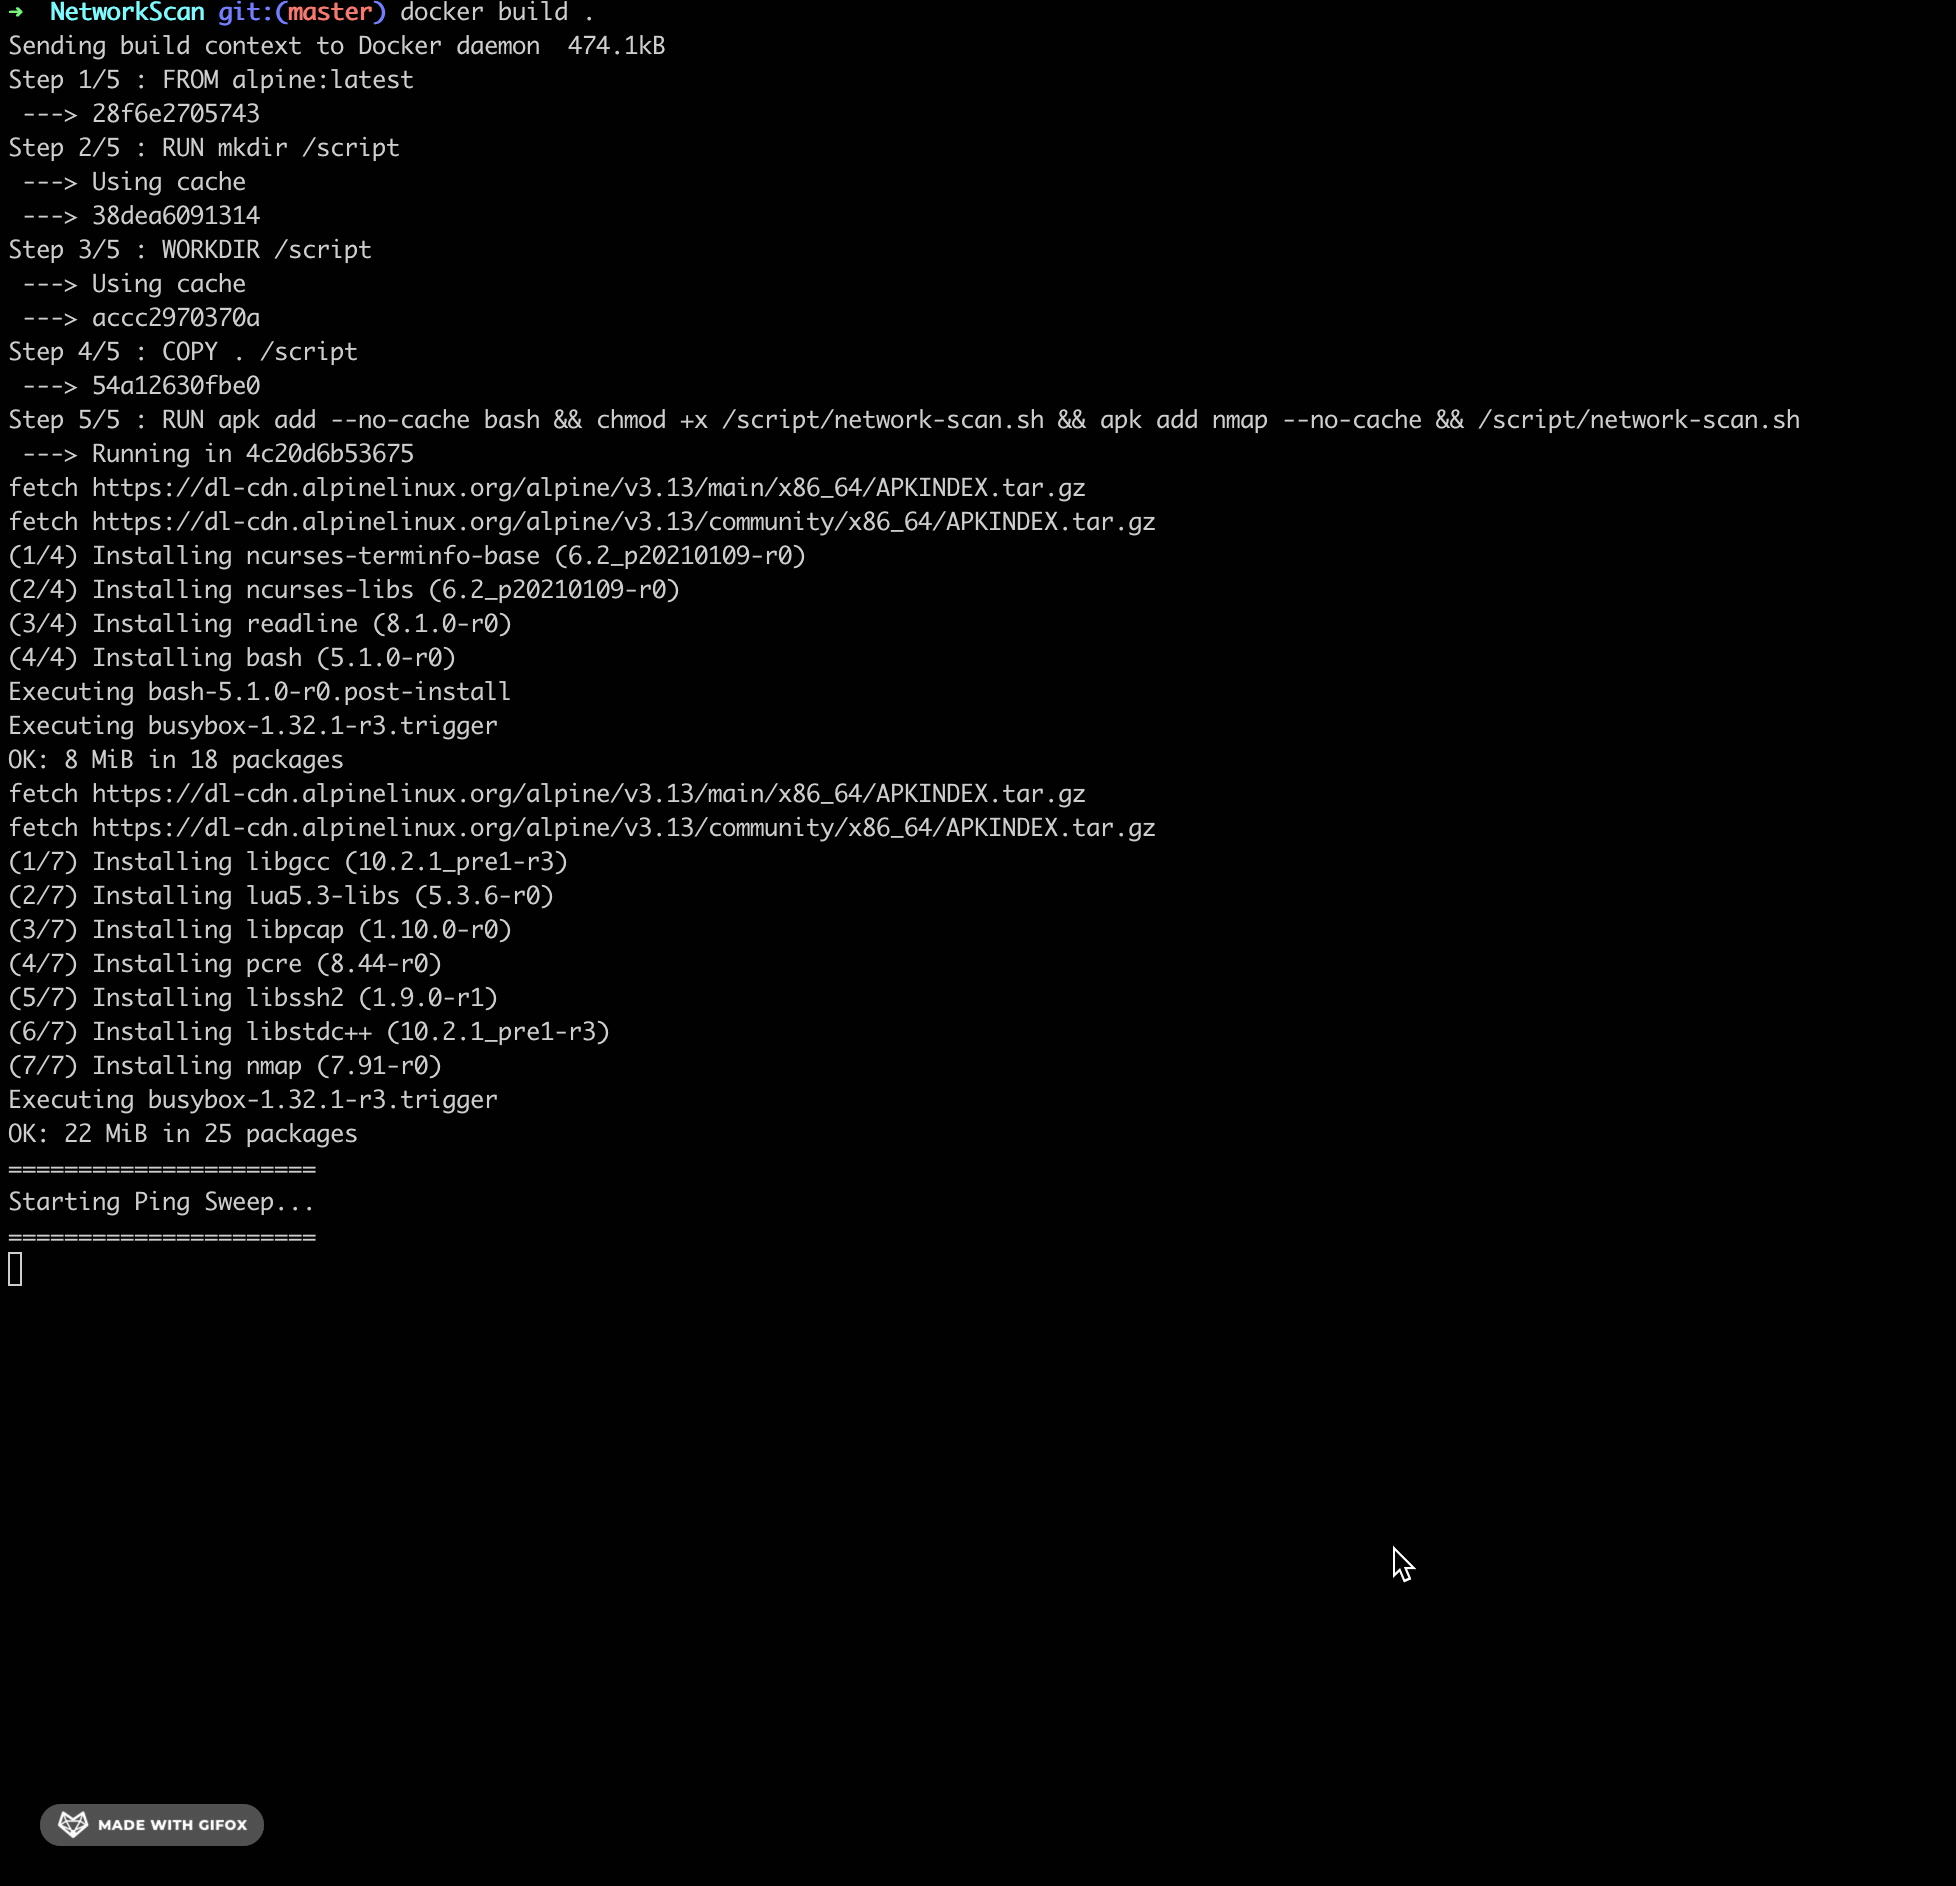 ➜  NetworkScan git:(master) docker build .
Sending build context to Docker daemon  474.1kB
Step 1/5 : FROM alpine:latest
 ---> 28f6e2705743
Step 2/5 : RUN mkdir /script
 ---> Using cache
 ---> 38dea6091314
Step 3/5 : WORKDIR /script
 ---> Using cache
 ---> accc2970370a
Step 4/5 : COPY . /script
 ---> 54a12630fbe0
Step 5/5 : RUN apk add --no-cache bash && chmod +x /script/network-scan.sh && apk add nmap --no-cache && /script/network-scan.sh
 ---> Running in 4c20d6b53675
fetch https://dl-cdn.alpinelinux.org/alpine/v3.13/main/x86_64/APKINDEX.tar.gz
fetch https://dl-cdn.alpinelinux.org/alpine/v3.13/community/x86_64/APKINDEX.tar.gz
(1/4) Installing ncurses-terminfo-base (6.2_p20210109-r0)
(2/4) Installing ncurses-libs (6.2_p20210109-r0)
(3/4) Installing readline (8.1.0-r0)
(4/4) Installing bash (5.1.0-r0)
Executing bash-5.1.0-r0.post-install
Executing busybox-1.32.1-r3.trigger
OK: 8 MiB in 18 packages
fetch https://dl-cdn.alpinelinux.org/alpine/v3.13/main/x86_64/APKINDEX.tar.gz
fetch https://dl-cdn.alpinelinux.org/alpine/v3.13/community/x86_64/APKINDEX.tar.gz
(1/7) Installing libgcc (10.2.1_pre1-r3)
(2/7) Installing lua5.3-libs (5.3.6-r0)
(3/7) Installing libpcap (1.10.0-r0)
(4/7) Installing pcre (8.44-r0)
(5/7) Installing libssh2 (1.9.0-r1)
(6/7) Installing libstdc++ (10.2.1_pre1-r3)
(7/7) Installing nmap (7.91-r0)
Executing busybox-1.32.1-r3.trigger
OK: 22 MiB in 25 packages
======================
Starting Ping Sweep...
======================
MADE WITH GIFOX